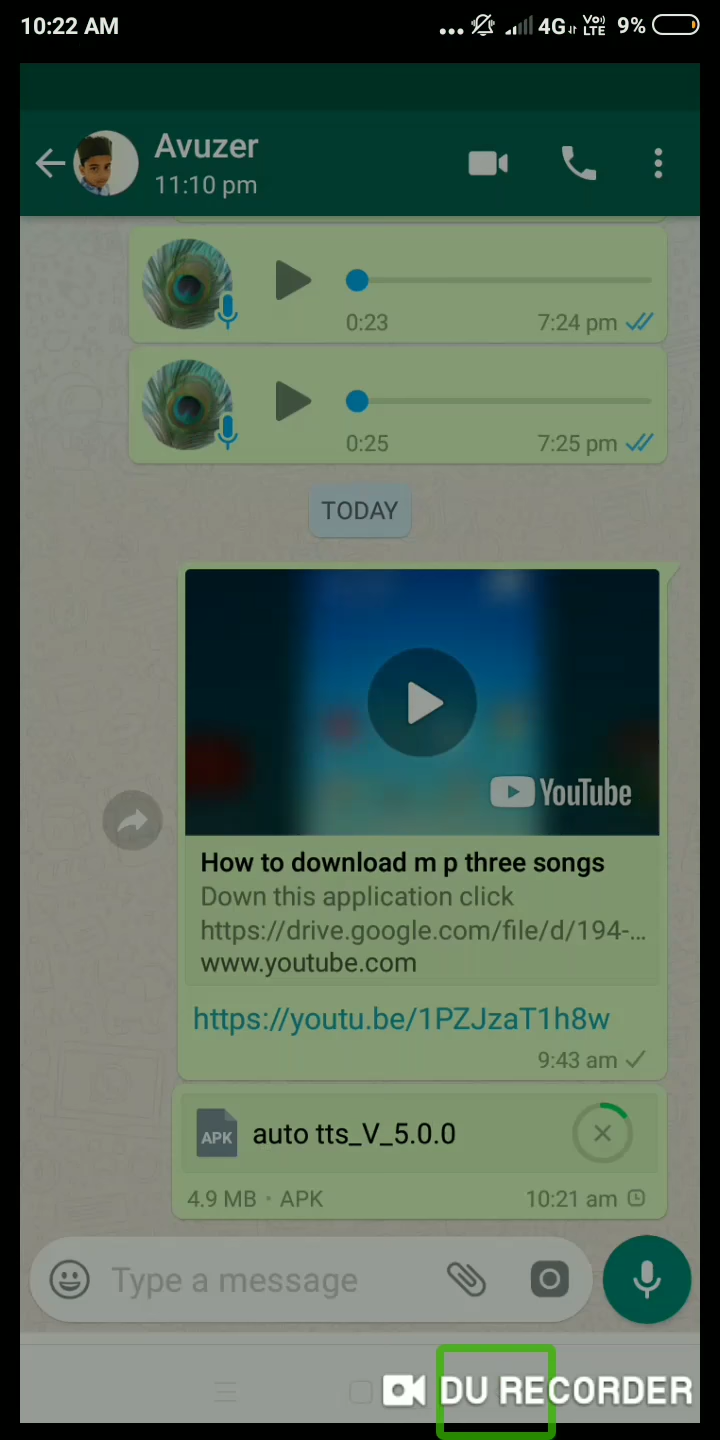 10:22 AM
4G
Vo))
LTE
9%
Avuzer
11:10 pm
0:23
7:24 pm
0:25
7:25 pm
TODAY
YouTube
How to download m p three songs
Down this application click
https://drive.google.com/file/d/194-...
www.youtube.com
https://youtu.be/1PZJzaT1h8w
9:43 am
APK
auto tts_V_5.0.0
4.9 MB • APK
10:21 am
Type a message
DU RECORDER